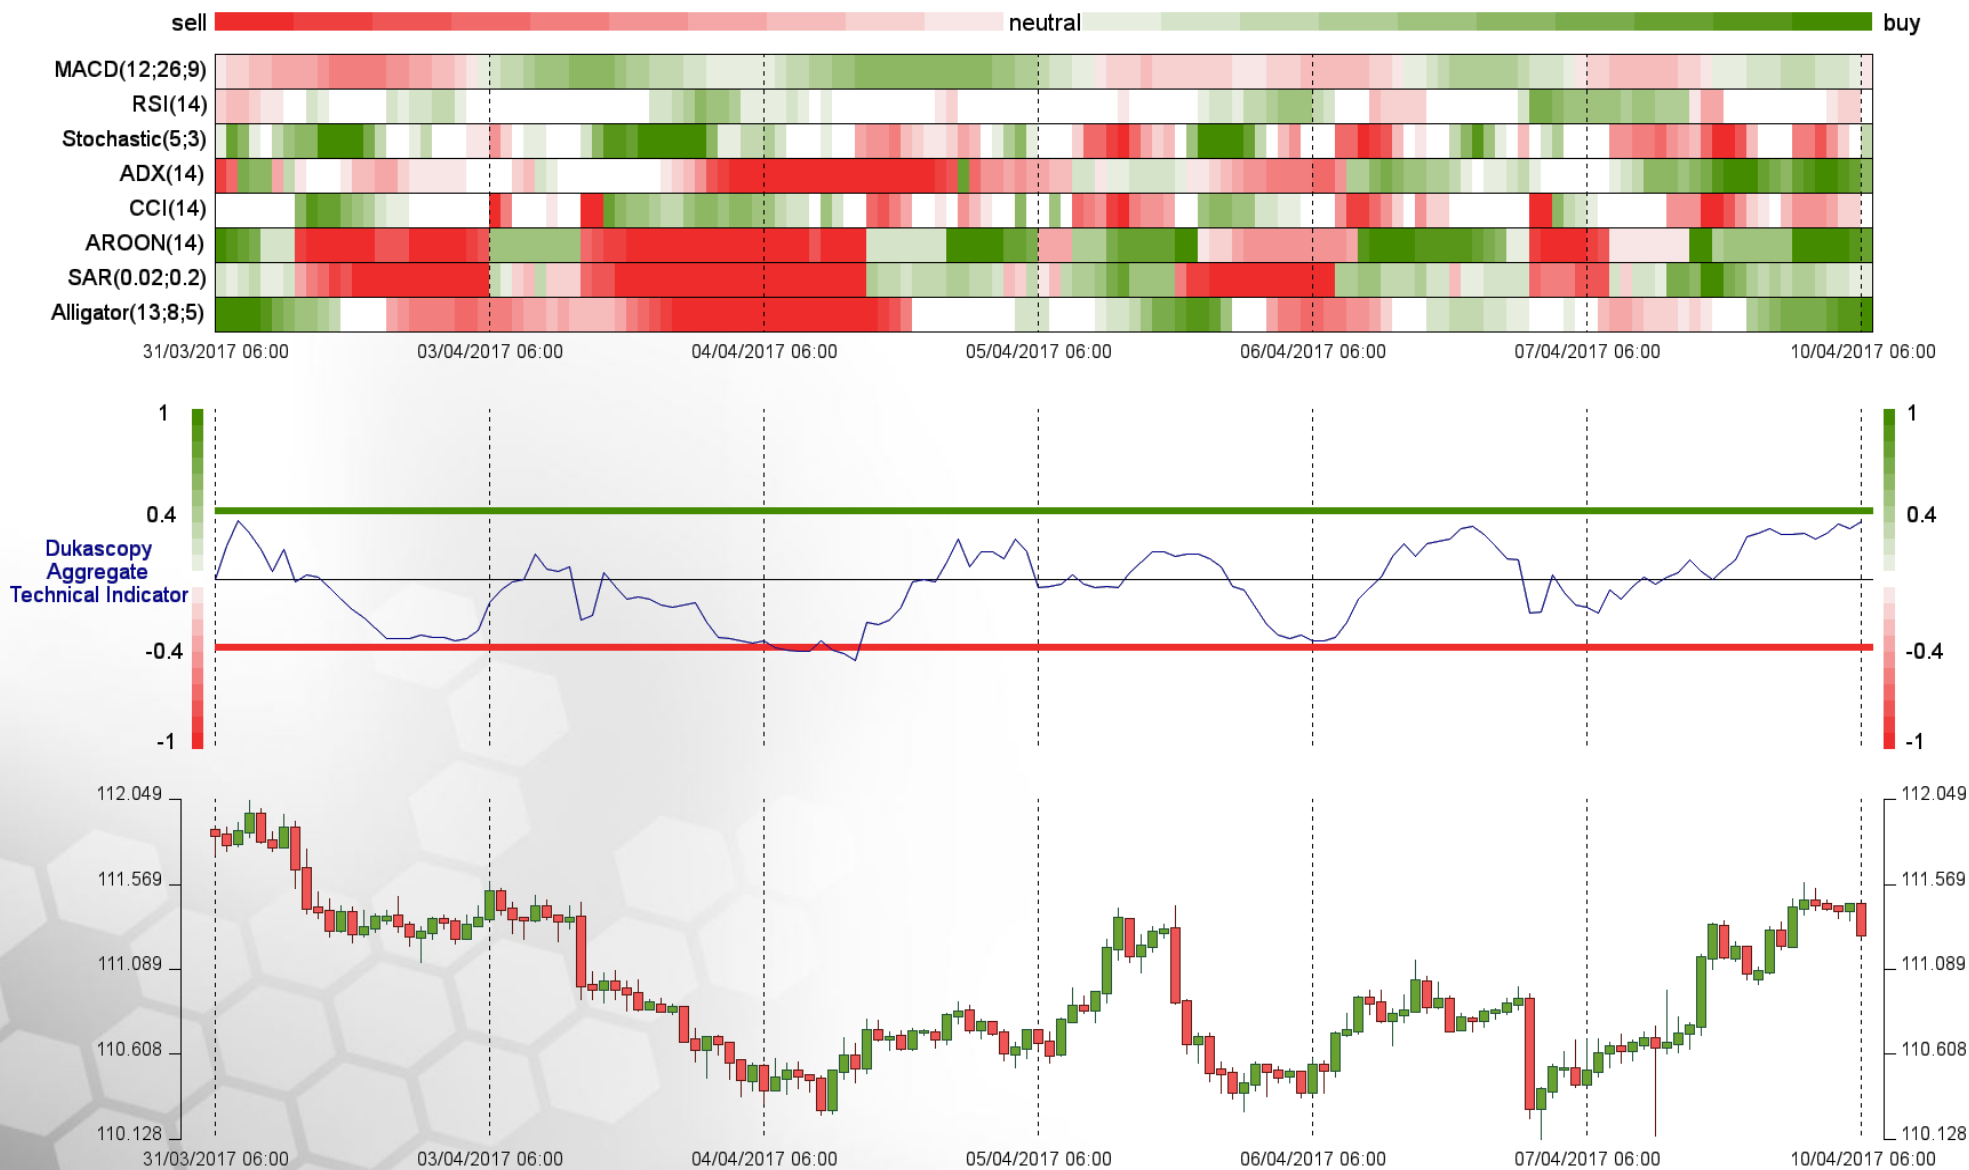 sell neutral buy
MACD(12;26;9)
RSI(14)
Stochastic(5;3)
ADX(14)
CCI(14)
AROON(14)
SAR(0.02;0.2)
Alligator(13;8;5)
31/03/2017 06:00 03/04/2017 06:00 04/04/2017 06:00 05/04/2017 06:00 06/04/2017 06:00 07/04/2017 06:00 10/04/2017 06:00
1 1
0.4 0.4
Dukascopy
Aggregate
Technical Indicator
-0.4 -0.4
-1 -1
112.049 112.049
111.569 111.569
111.089 111.089
110.608 110.608
110.128 110.128
31/03/2017 06:00 03/04/2017 06:00 04/04/2017 06:00 05/04/2017 06:00 06/04/2017 06:00 07/04/2017 06:00 10/04/2017 06:00